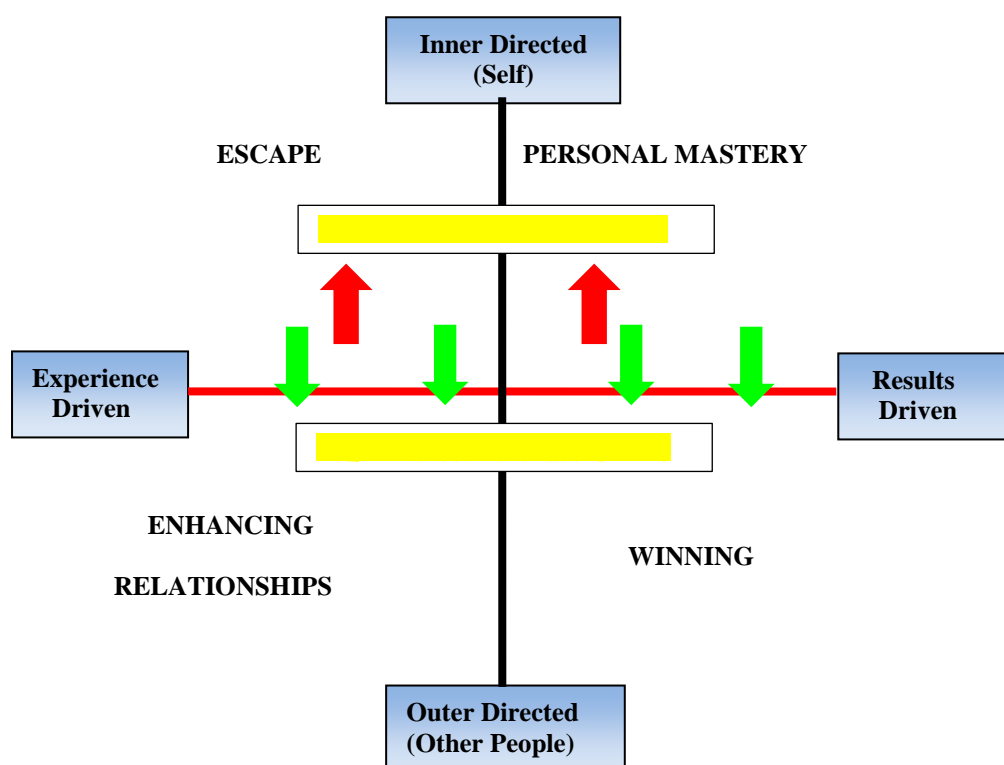 Inner Directed
(Self)
ESCAPE
PERSONAL MASTERY
Experience
Driven
Results
Driven
ENHANCING
RELATIONSHIPS
WINNING
Outer Directed
(Other People)